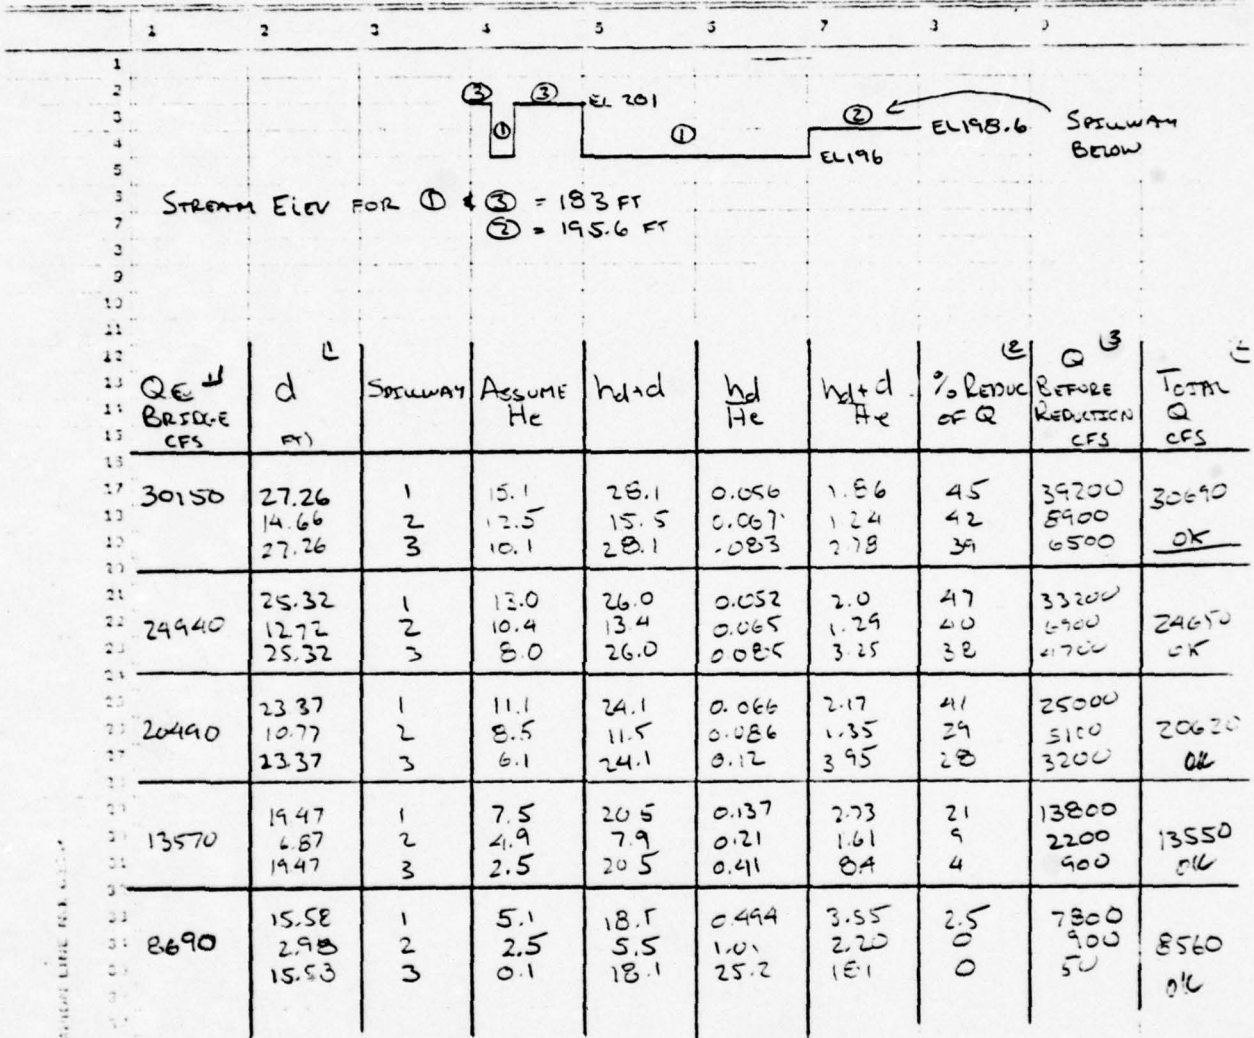 1 2 3 4 5 6 7 8 9
③ ③ EL 201
① ① ② EL198.6 SPILLWAY
EL196 BELOW
STREAM ELEV FOR ① & ③ = 183 FT
② = 195.6 FT
Q@ 1 d 1 SPILLWAY ASSUME hd+d hd hd+d % REDUC 2 Q 3 TOTAL
BRIDGE He He He OF Q BEFORE Q
CFS FT) REDUCTION CFS
CFS
30150 27.26 1 15.1 28.1 0.056 1.86 45 39200 30690
14.66 2 12.5 15.5 0.067 1.24 42 8900
27.26 3 10.1 28.1 .083 2.78 39 6500 OK
25.32 1 13.0 26.0 0.052 2.0 47 33200
24940 12.72 2 10.4 13.4 0.065 1.29 40 6900 24650
25.32 3 8.0 26.0 0.085 3.25 38 4700 OK
23.37 1 11.1 24.1 0.066 2.17 41 25000
20490 10.77 2 8.5 11.5 0.086 1.35 29 5100 20620
23.37 3 6.1 24.1 0.12 3.95 28 3200 OK
19.47 1 7.5 20.5 0.137 2.73 21 13800
13570 6.87 2 4.9 7.9 0.21 1.61 9 2200 13550
19.47 3 2.5 20.5 0.41 8.4 4 900 OK
15.58 1 5.1 0.494 3.55 2.5 7800
8690 2.98 2 2.5 5.5 1.01 2.20 0 900 8560
3 0.1 18.1 25.2 181 0 50
OK